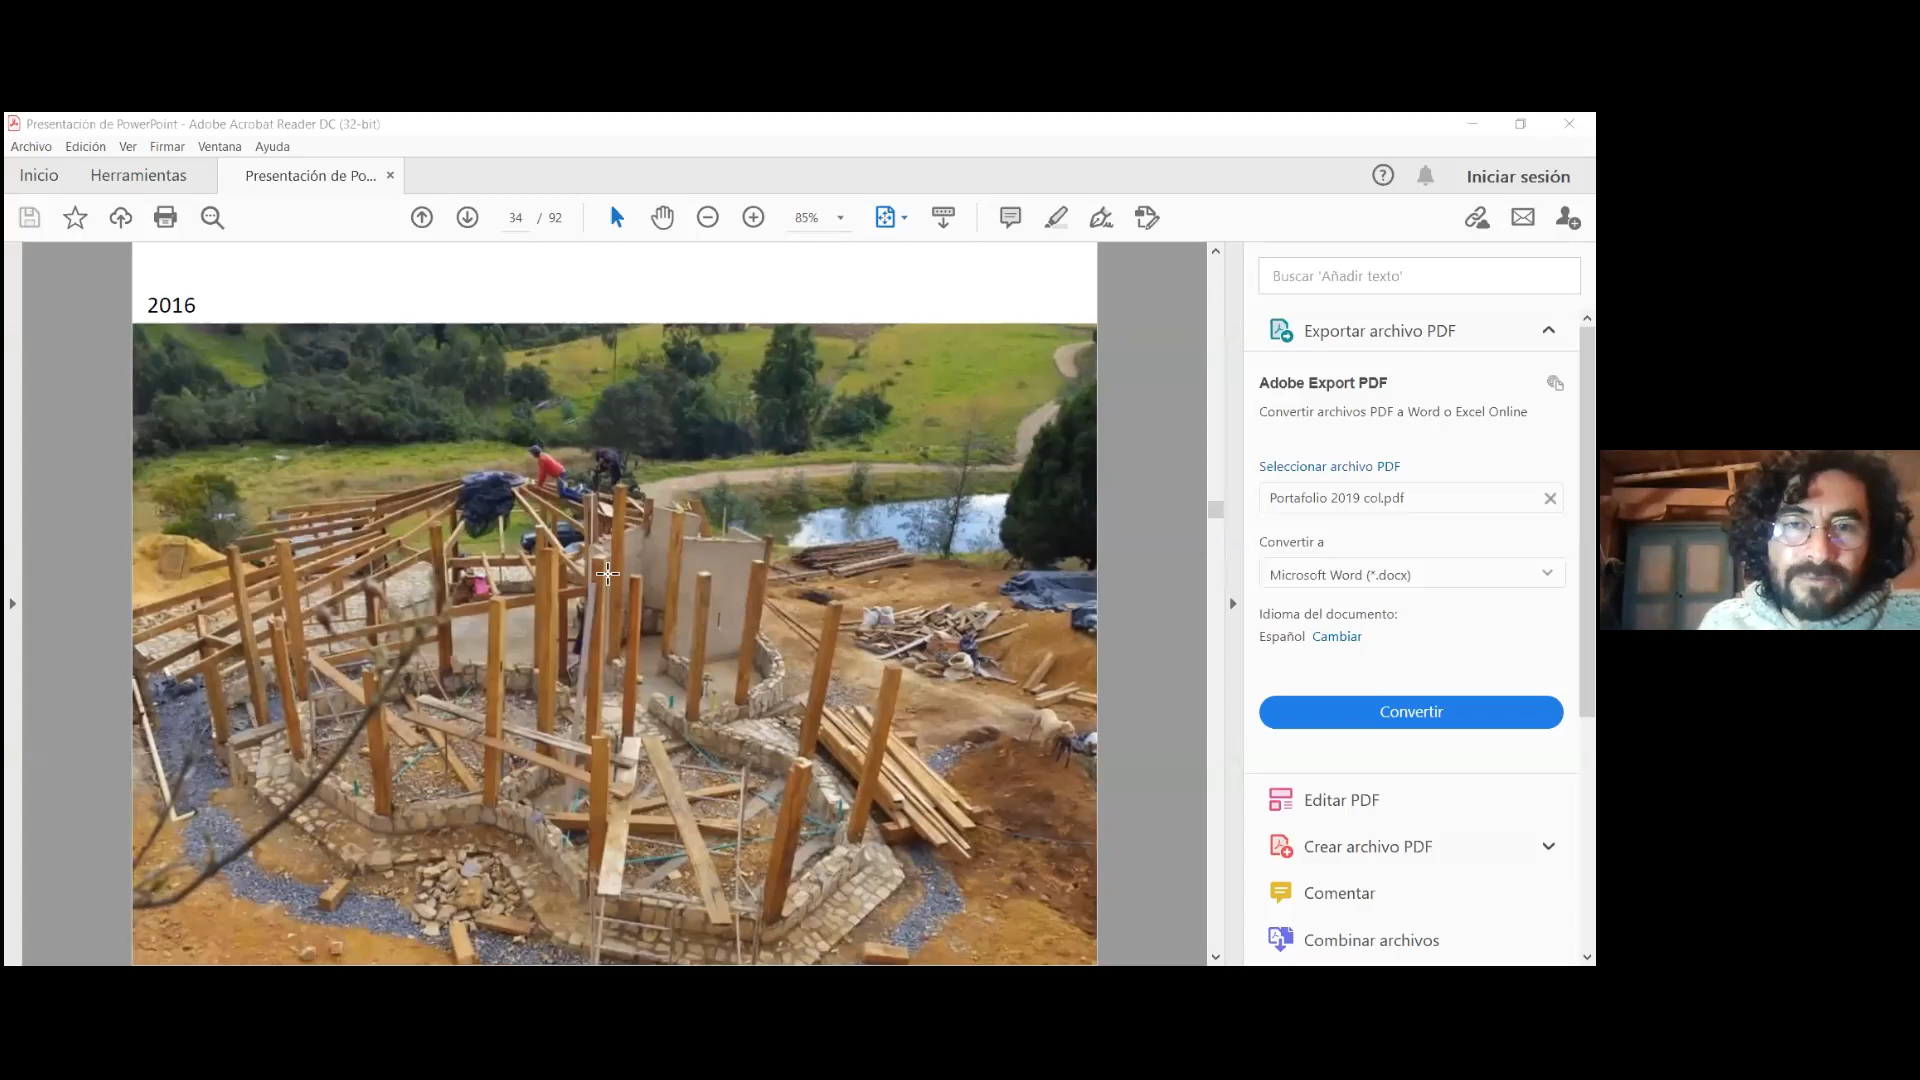 Presentación de PowerPoint - Adobe Acrobat Reader DC (32-bit)
Archivo Edición Ver Firmar Ventana Ayuda
Inicio Herramientas Presentación de Po... Iniciar sesión
34 / 92 85%
2016
Buscar 'Añadir texto'
Exportar archivo PDF
Adobe Export PDF
Convertir archivos PDF a Word o Excel Online
Seleccionar archivo PDF
Portafolio 2019 col.pdf
Convertir a
Microsoft Word (*.docx)
Idioma del documento:
Español Cambiar
Convertir
Editar PDF
Crear archivo PDF
Comentar
Combinar archivos